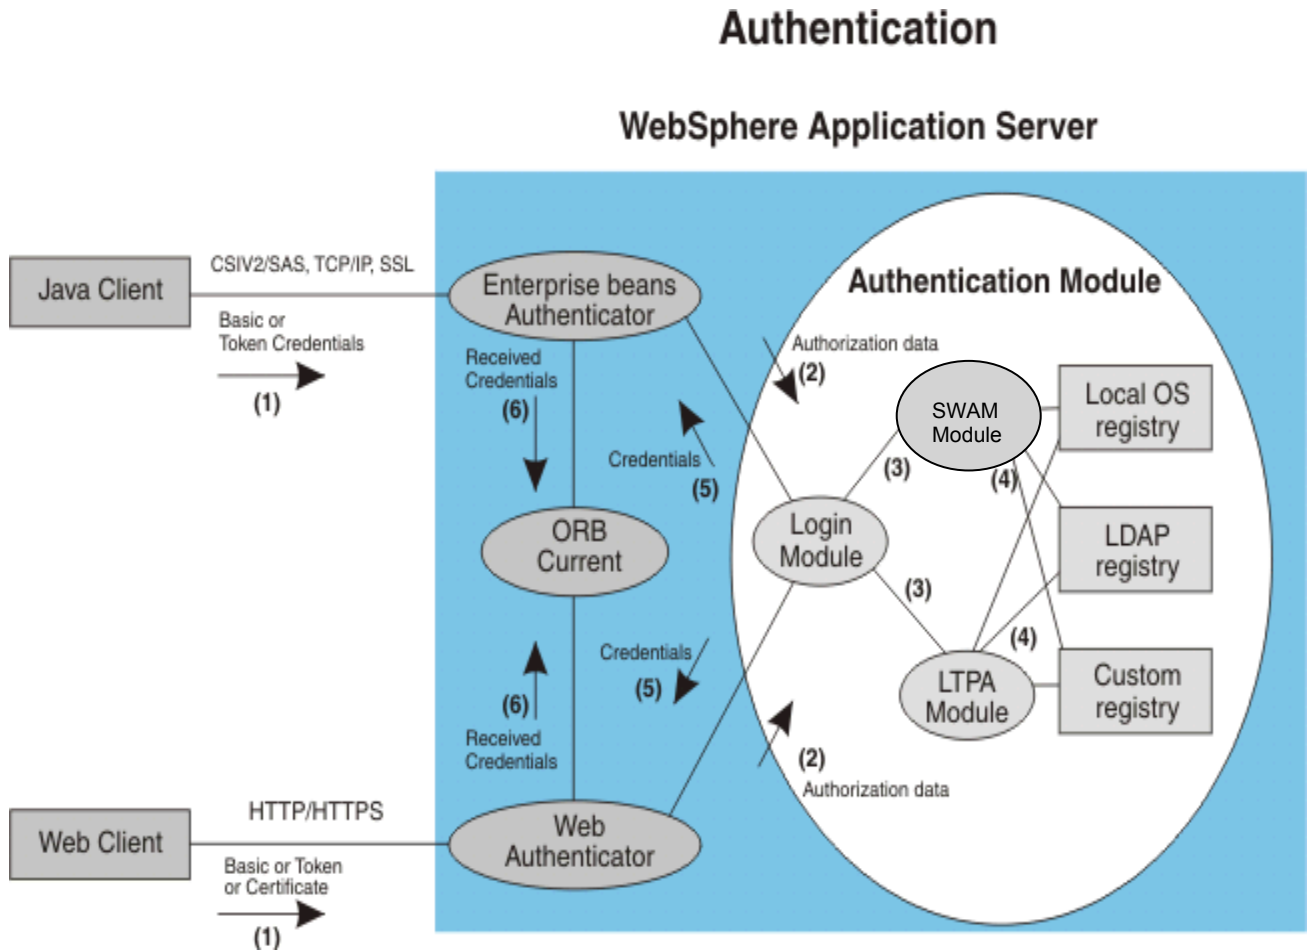 Authentication
WebSphere Application Server
CSIV2/SAS, TCP/IP, SSL
Java Client
Basic or
Token Credentials
(1)
Enterprise beans
Authenticator
Received
Credentials
(6)
Authentication Module
Authorization data
(2)
Credentials
(5)
SWAM
Module
Local OS
registry
(3)
(4)
ORB
Current
Login
Module
LDAP
registry
(3)
(4)
Credentials
(5)
LTPA
Module
Custom
registry
(6)
Received
Credentials
(2)
Authorization data
HTTP/HTTPS
Web Client
Basic or Token
or Certificate
(1)
Web
Authenticator